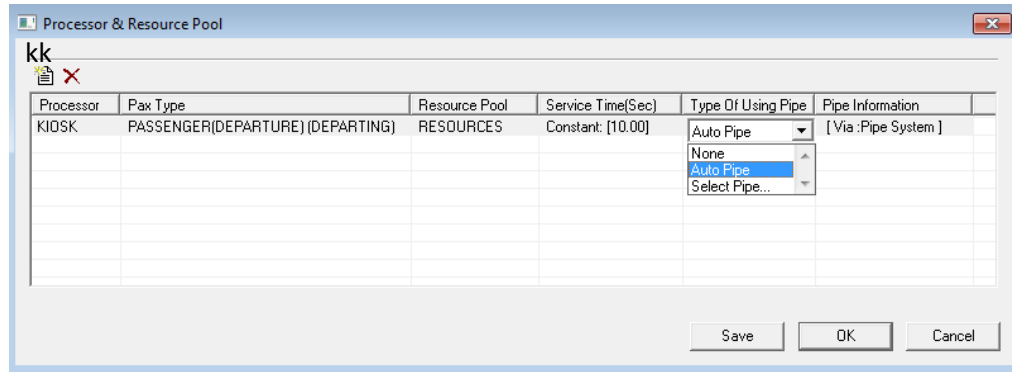 Processor & Resource Pool
kk
Processor Pax Type Resource Pool Service Time(Sec) Type Of Using Pipe Pipe Information
KIOSK PASSENGER(DEPARTURE) (DEPARTING) RESOURCES Constant: [10.00] Auto Pipe [ Via :Pipe System ]
None
Auto Pipe
Select Pipe...
Save OK Cancel